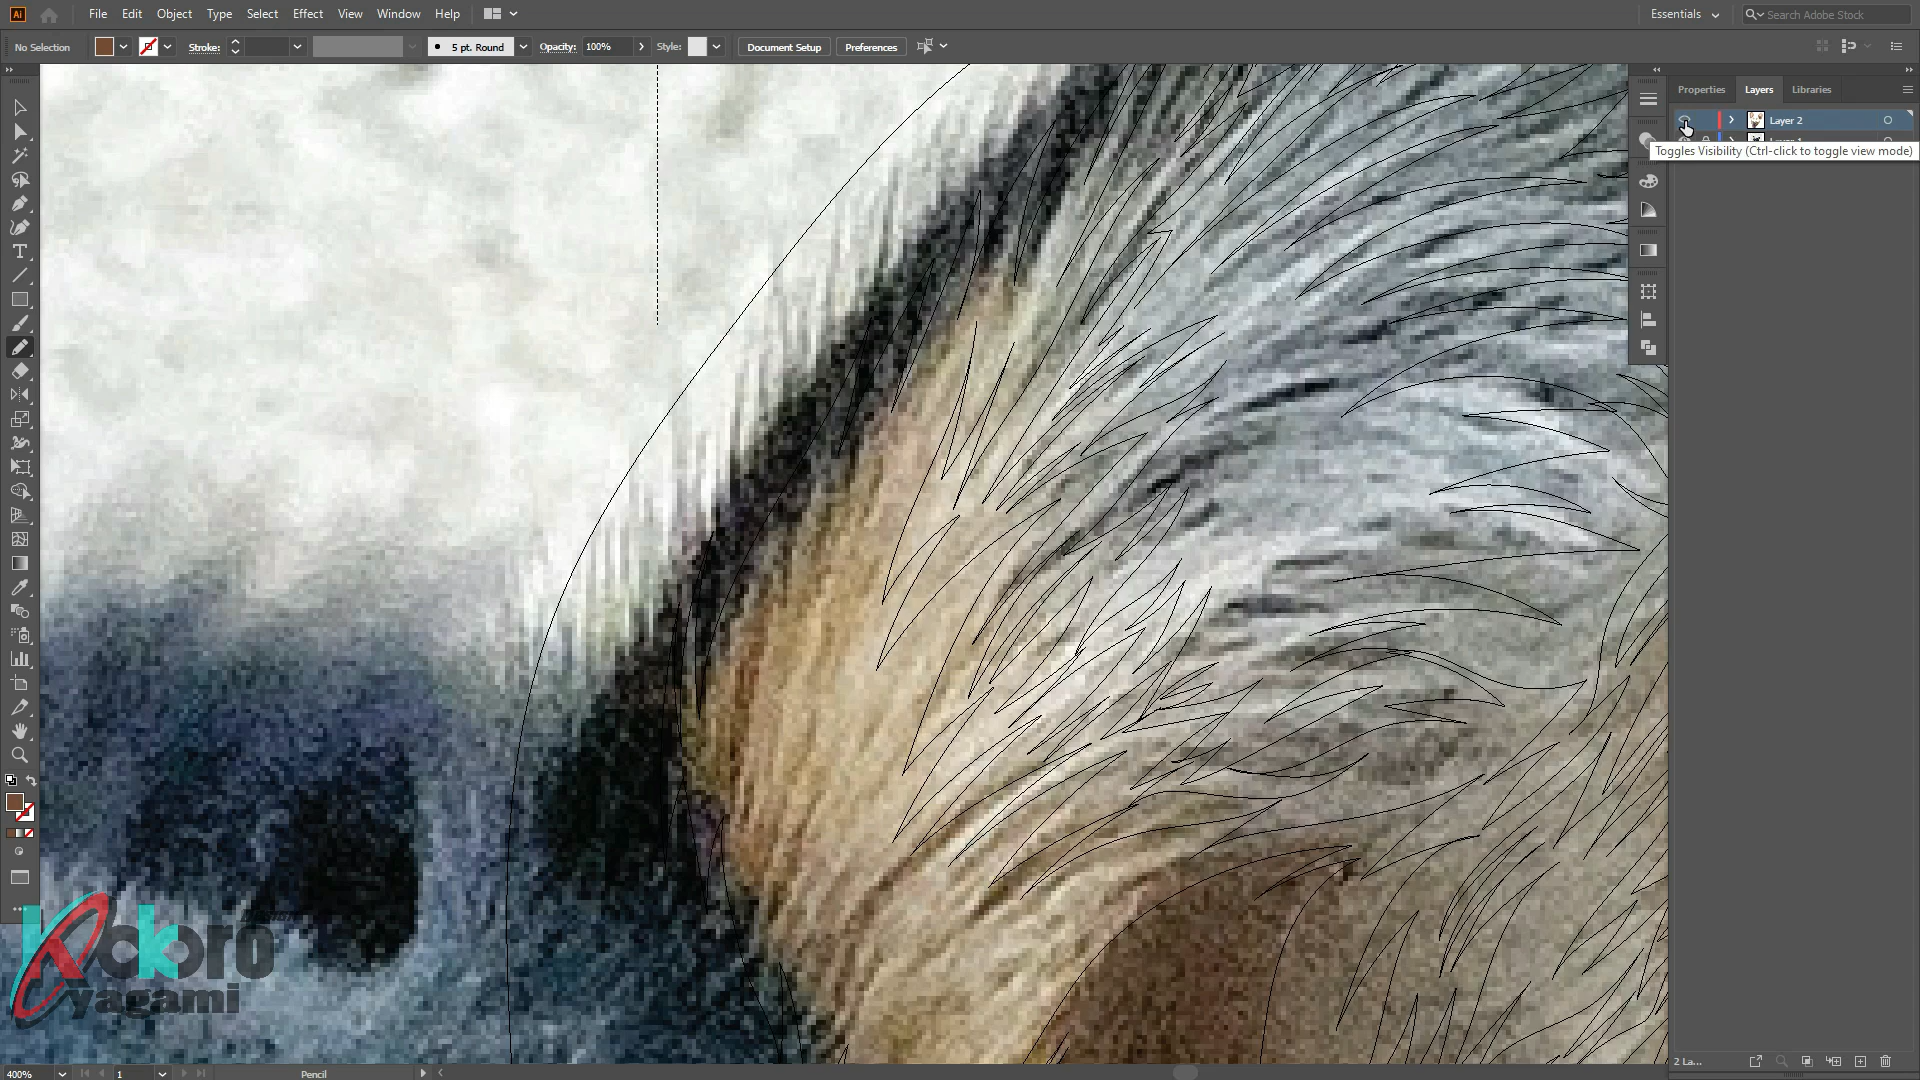 Ai File Edit Object Type Select Effect View Window Help Essentials Search Adobe Stock
No Selection Stroke: 5 pt. Round Opacity: 100% Style: Document Setup Preferences
Properties Layers Libraries
Layer 2
Toggles Visibility (Ctrl-click to toggle view mode)
Kokoro
yagami
2 La...
400% 1 Pencil